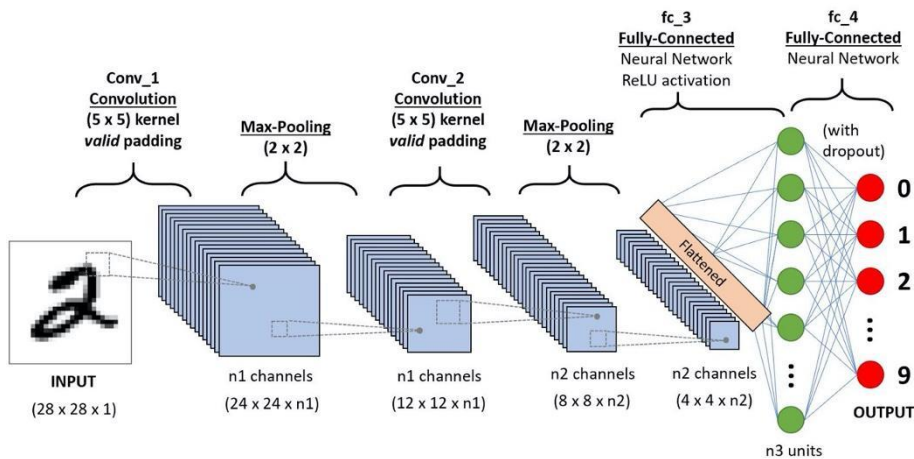 Conv_1
Convolution
(5 x 5) kernel
valid padding
Max-Pooling
(2 x 2)
Conv_2
Convolution
(5 x 5) kernel
valid padding
Max-Pooling
(2 x 2)
fc_3
Fully-Connected
Neural Network
ReLU activation
fc_4
Fully-Connected
Neural Network
(with
dropout)
2
INPUT
(28 x 28 x 1)
n1 channels
(24 x 24 x n1)
n1 channels
(12 x 12 x n1)
n2 channels
(8 x 8 x n2)
n2 channels
(4 x 4 x n2)
Flattened
n3 units
0
1
2
9
OUTPUT